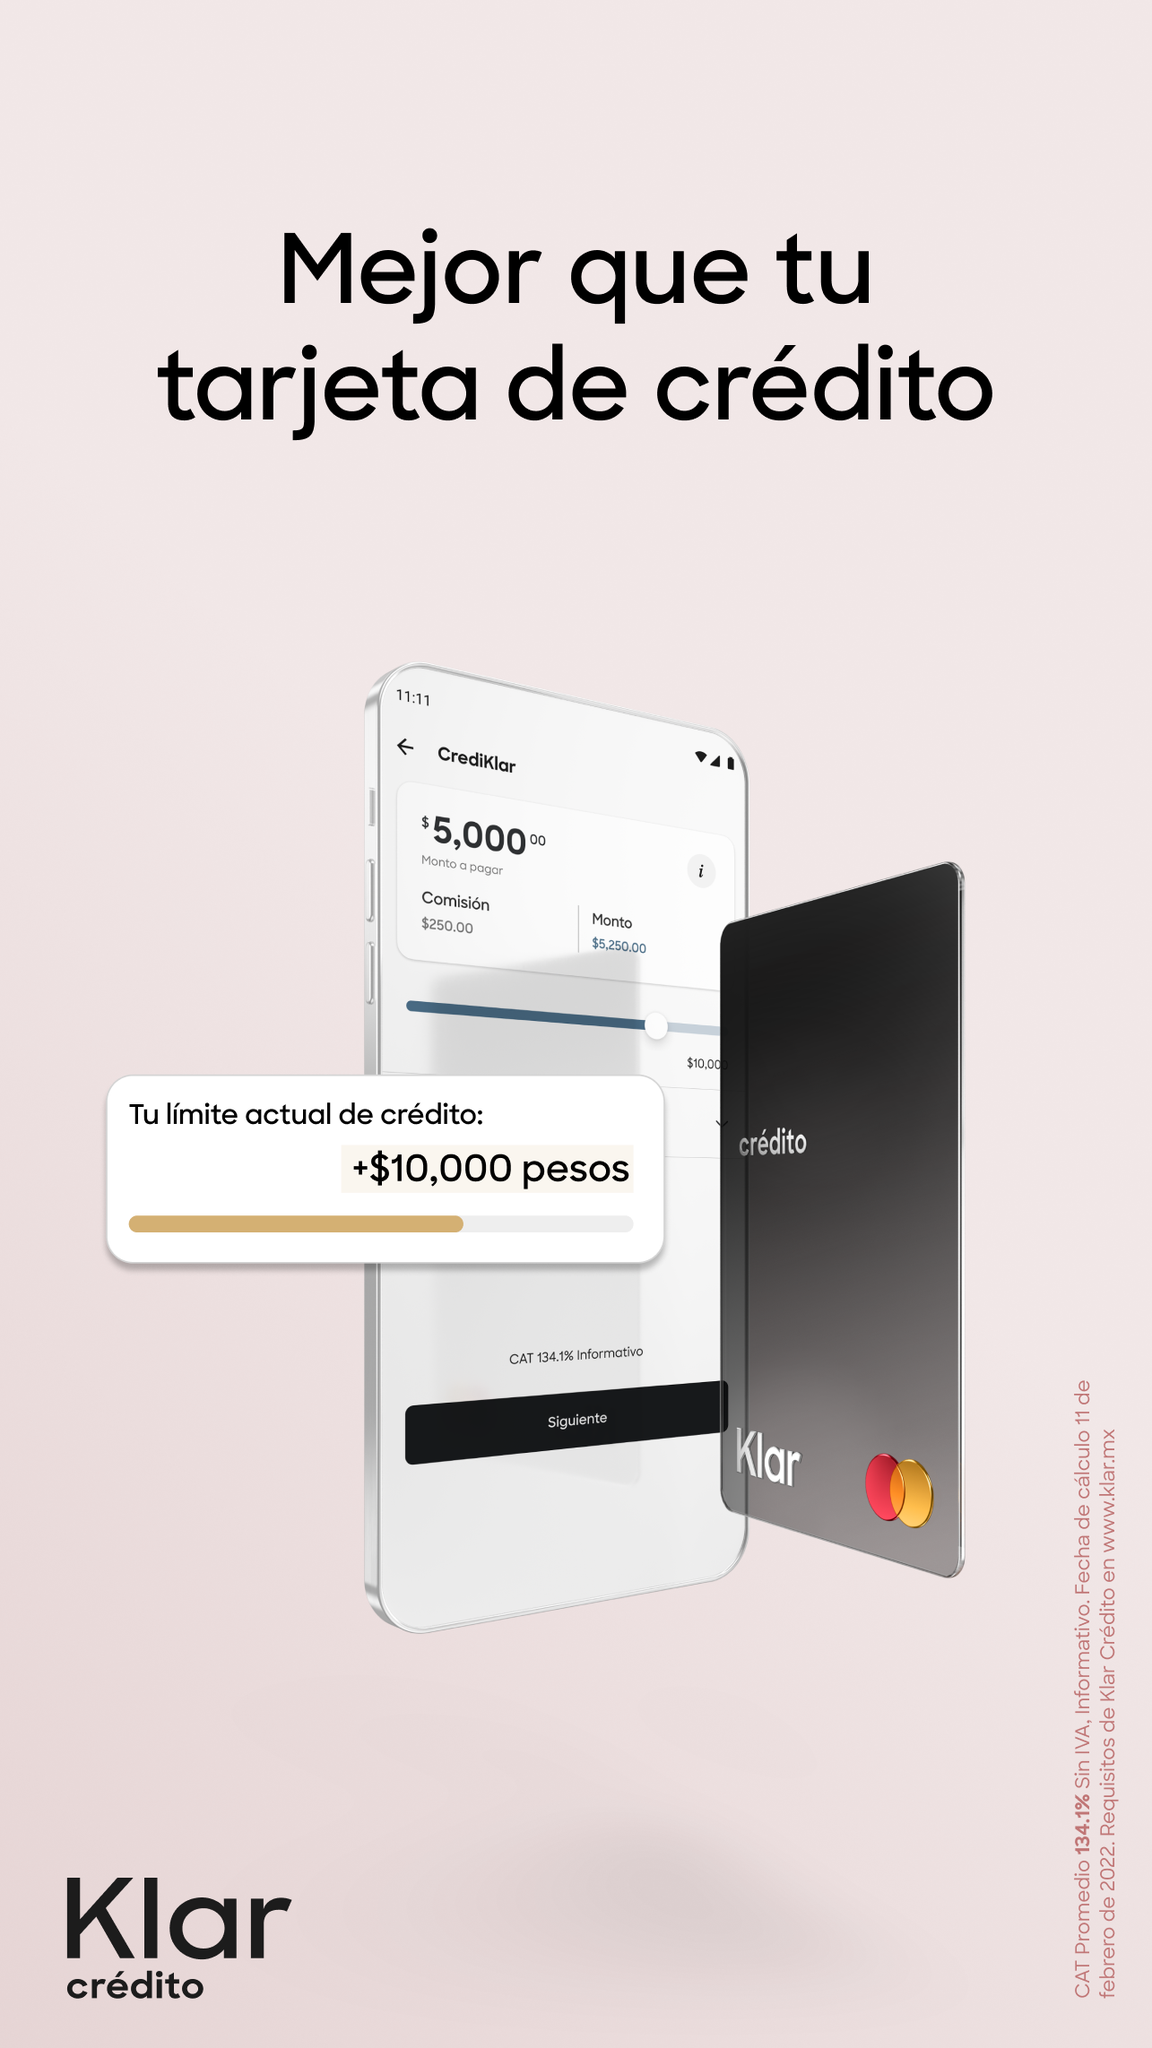 Mejor que tu
tarjeta de crédito
11:11
CrediKlar
$5,000.00
Monto a pagar
i
Comisión
$250.00
Monto
$5,250.00
$10,000
Tu límite actual de crédito:
+$10,000 pesos
crédito
CAT 134.1% Informativo
Siguiente
Klar
CAT Promedio 134.1% Sin IVA, Informativo. Fecha de cálculo 11 de
febrero de 2022. Requisitos de Klar Crédito en www.klar.mx
Klar
crédito